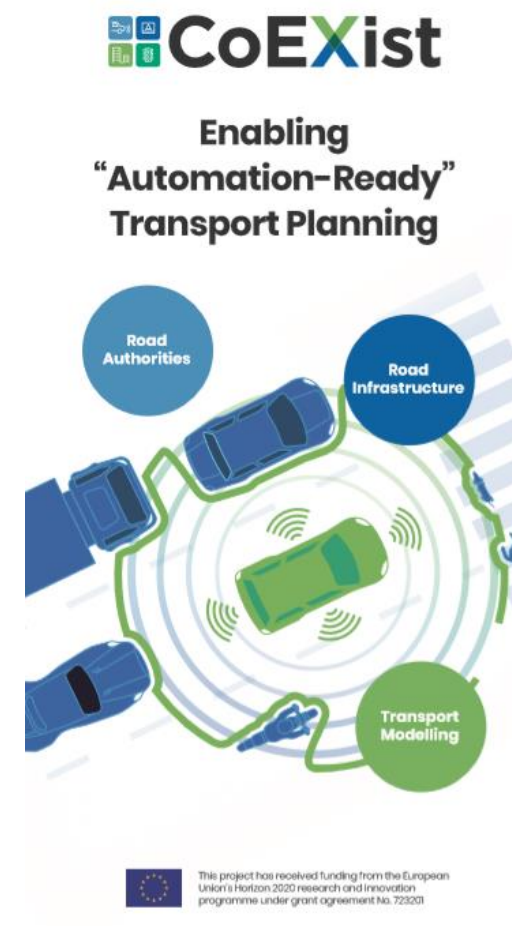 CoEXist
Enabling
“Automation-Ready”
Transport Planning
Road
Authorities
Road
Infrastructure
Transport
Modelling
This project has received funding from the European
Union's Horizon 2020 research and innovation
programme under grant agreement No. 723201